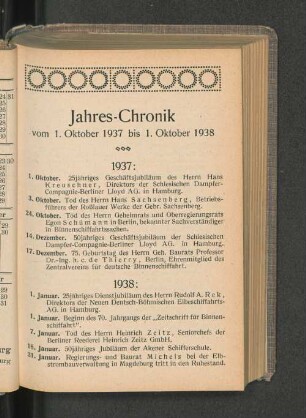 Jahres-Chronik
vom 1. Oktober 1937 bis 1. Oktober 1938
1937:
1. Oktober. 25jähriges Geschäftsjubiläum des Herrn Hans
Kreuschner, Direktors der Schlesischen Dampfer-
Compagnie-Berliner Lloyd AG. in Hamburg.
3. Oktober. Tod des Herrn Hans Sachsenberg, Betriebs-
führers der Roßlauer Werke der Gebr. Sachsenberg.
24. Oktober. Tod des Herrn Geheimrats und Oberregierungsrats
Egon Schumann in Berlin, bekannter Sachverständiger
in Binnenschiffahrtssachen.
14. Dezember. 50jähriges Geschäftsjubiläum der Schlesischen
Dampfer-Compagnie-Berliner Lloyd AG. in Hamburg.
17. Dezember. 75. Geburtstag des Herrn Geh. Baurats Professor
Dr.-Ing. h. c. de Thierry, Berlin, Ehrenmitglied des
Zentralvereins für deutsche Binnenschiffahrt.
1938:
1. Januar. 25jähriges Dienstjubiläum des Herrn Rudolf A. Rek,
Direktors der Neuen Deutsch-Böhmischen Elbeschiffahrts-
AG. in Hamburg.
1. Januar. Beginn des 70. Jahrgangs der „Zeitschrift für Binnen-
schiffahrt“.
7. Januar. Tod des Herrn Heinrich Zeitz, Seniorchefs der
Berliner Reederei Heinrich Zeitz GmbH.
10. Januar. 50jähriges Jubiläum der Akener Schifferschule.
31. Januar. Regierungs- und Baurat Michels bei der Elb-
strombauverwaltung in Magdeburg tritt in den Ruhestand.